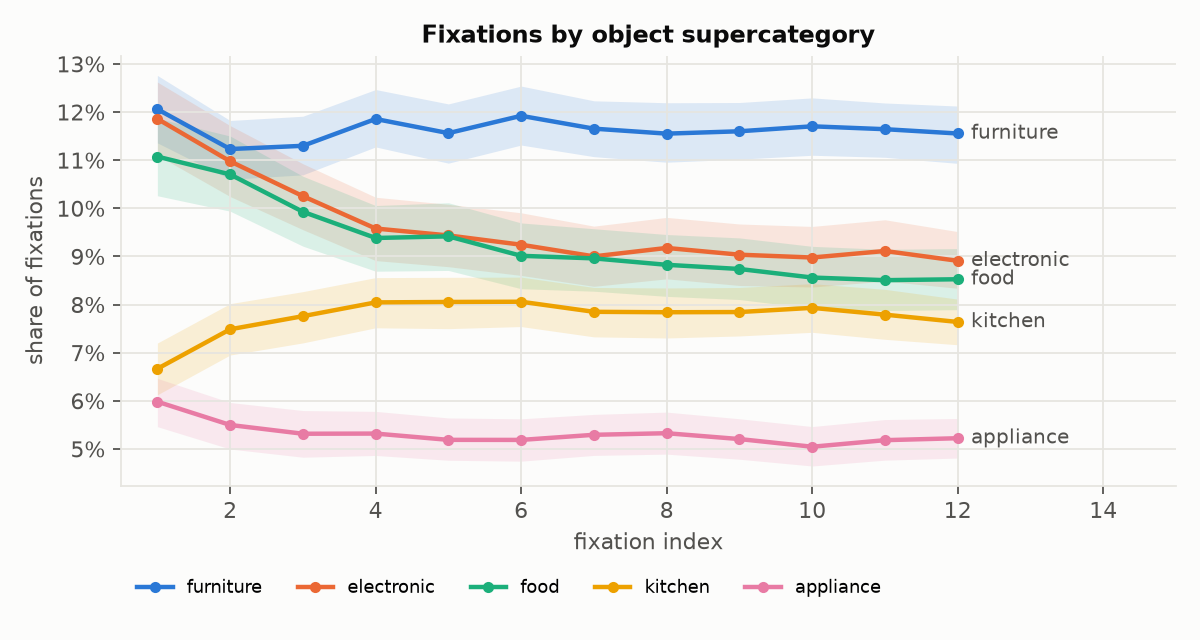 Fixations by object supercategory
13%
12%
11%
10%
9%
8%
7%
6%
5%
share of fixations
furniture
electronic
food
kitchen
appliance
2 4 6 8 10 12 14
fixation index
furniture electronic food kitchen appliance